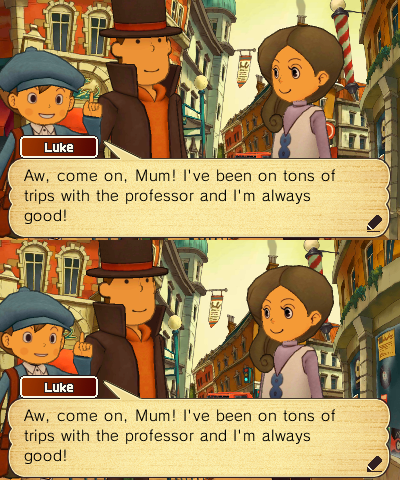 Luke
Aw, come on, Mum! I've been on tons of
trips with the professor and I'm always
good!
Luke
Aw, come on, Mum! I've been on tons of
trips with the professor and I'm always
good!